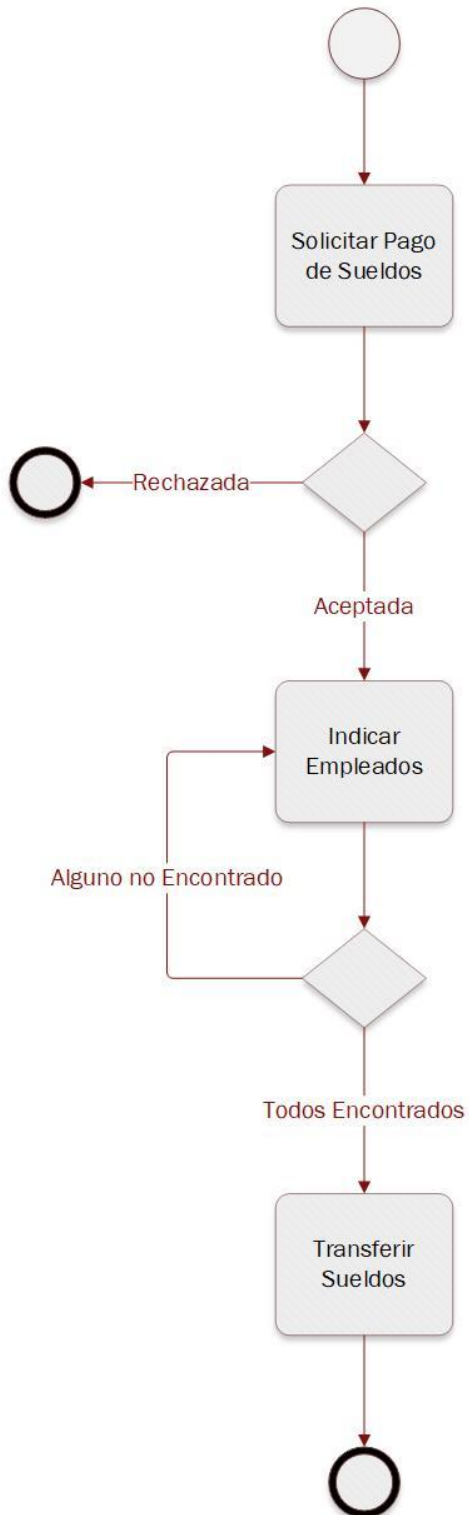 Solicitar Pago
de Sueldos
Rechazada
Aceptada
Indicar
Empleados
Alguno no Encontrado
Todos Encontrados
Transferir
Sueldos